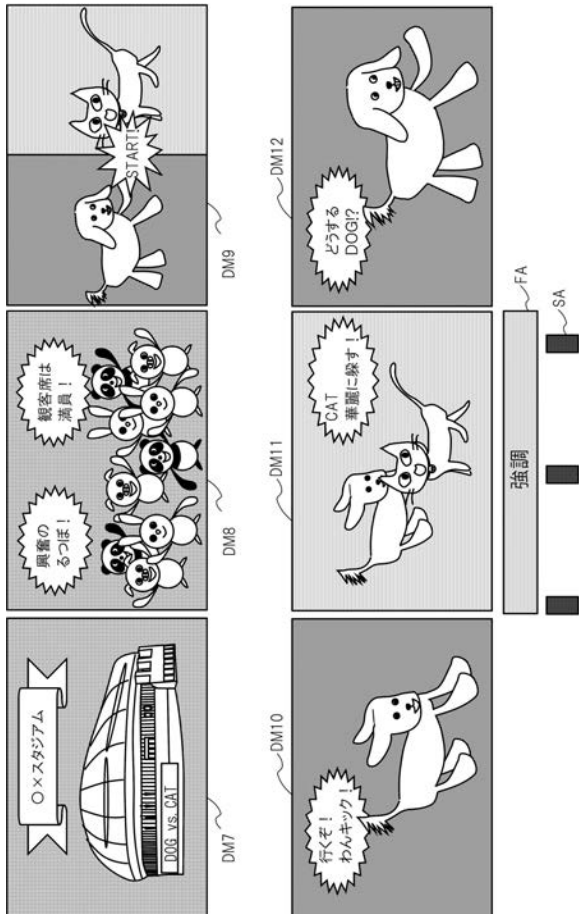 ○×スタジアム
DOG vs. CAT
DM7
興奮の
るつぼ！
観客席は
満員！
DM8
START!
DM9
DM10
行くぞ！
わんキック！
DM11
CAT
華麗に躱す！
DM12
どうする
DOG!?
強調
FA
SA